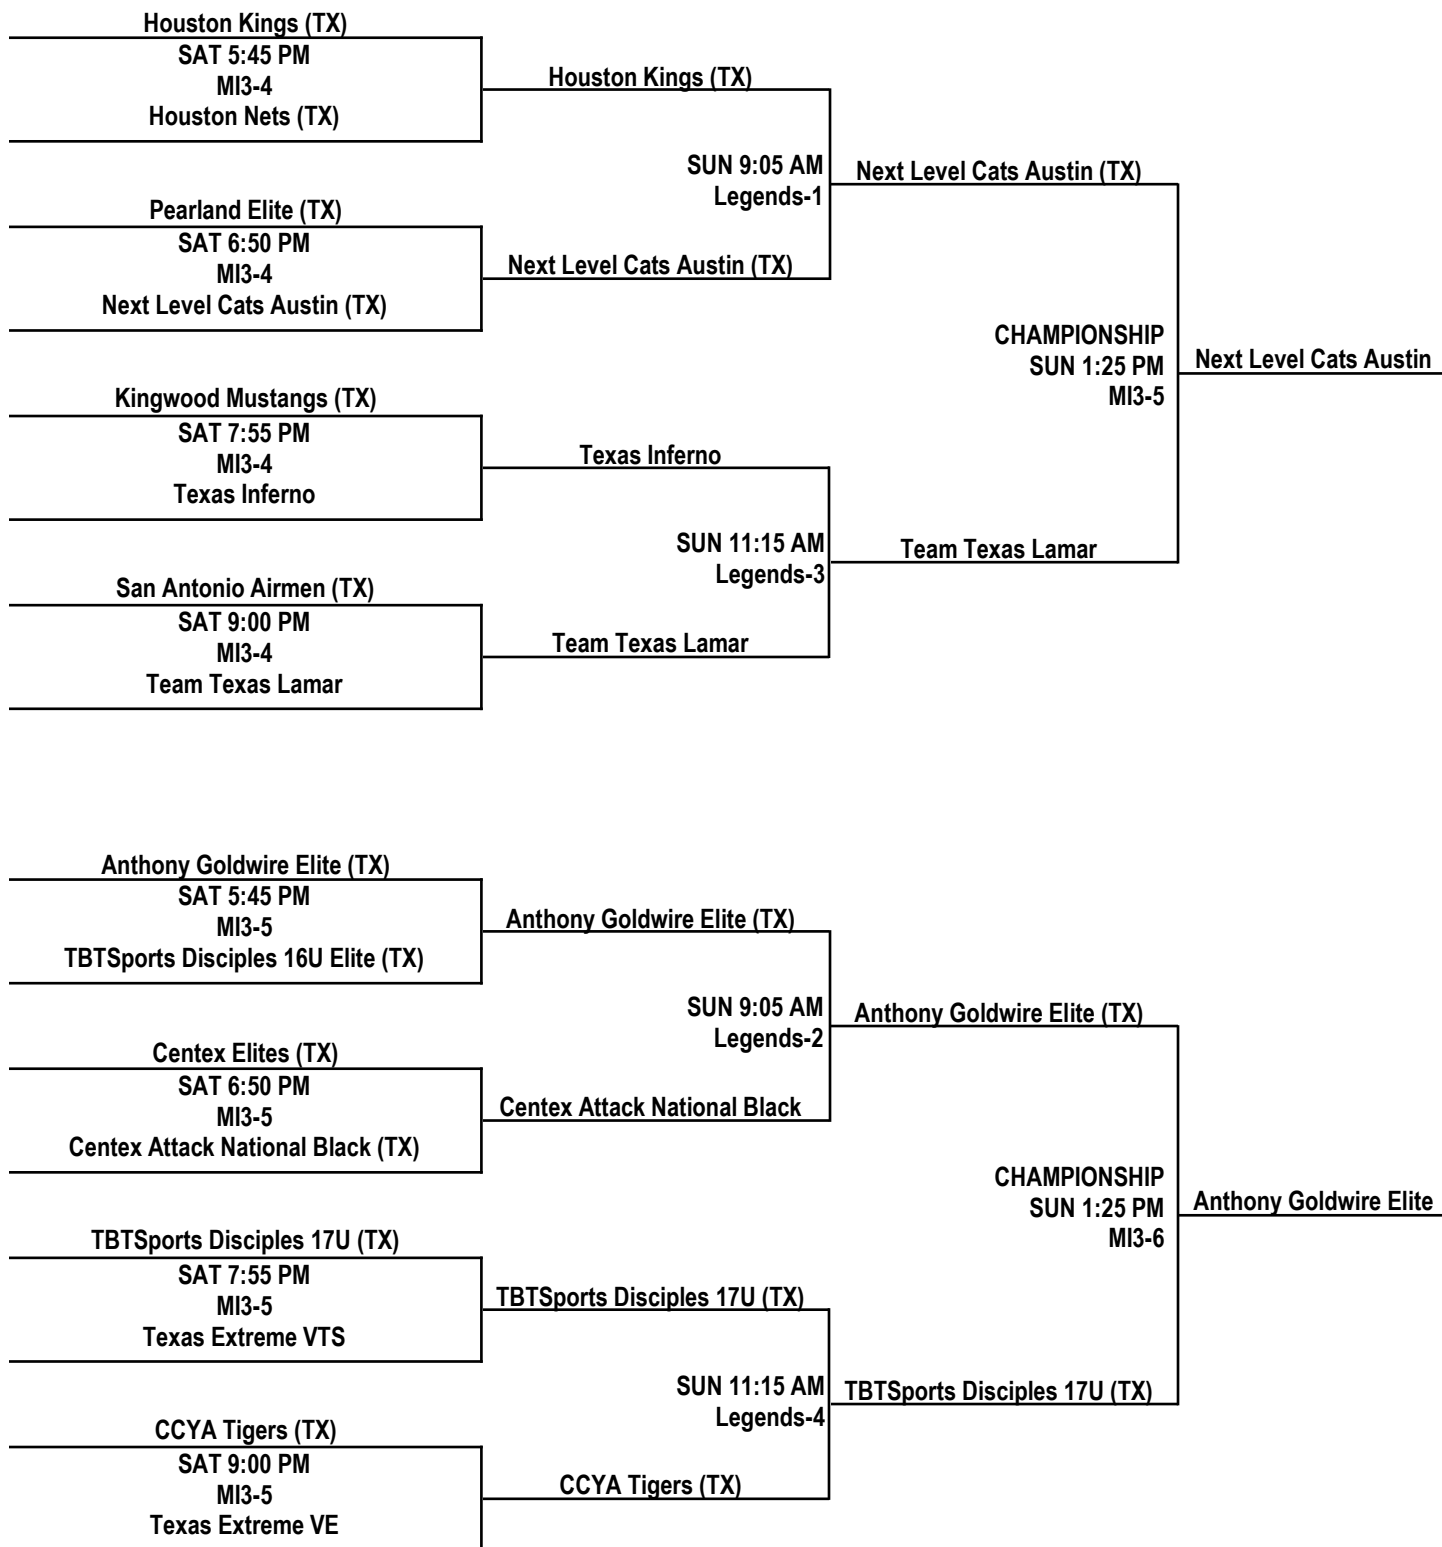 Houston Kings (TX)
SAT 5:45 PM
MI3-4
Houston Nets (TX)
Houston Kings (TX)
SUN 9:05 AM
Legends-1
Next Level Cats Austin (TX)
Pearland Elite (TX)
SAT 6:50 PM
MI3-4
Next Level Cats Austin (TX)
Next Level Cats Austin (TX)
CHAMPIONSHIP
SUN 1:25 PM
MI3-5
Next Level Cats Austin
Kingwood Mustangs (TX)
SAT 7:55 PM
MI3-4
Texas Inferno
Texas Inferno
SUN 11:15 AM
Legends-3
Team Texas Lamar
San Antonio Airmen (TX)
SAT 9:00 PM
MI3-4
Team Texas Lamar
Team Texas Lamar
Anthony Goldwire Elite (TX)
SAT 5:45 PM
MI3-5
TBTSports Disciples 16U Elite (TX)
Anthony Goldwire Elite (TX)
SUN 9:05 AM
Legends-2
Anthony Goldwire Elite (TX)
Centex Elites (TX)
SAT 6:50 PM
MI3-5
Centex Attack National Black (TX)
Centex Attack National Black
CHAMPIONSHIP
SUN 1:25 PM
MI3-6
Anthony Goldwire Elite
TBTSports Disciples 17U (TX)
SAT 7:55 PM
MI3-5
Texas Extreme VTS
TBTSports Disciples 17U (TX)
SUN 11:15 AM
Legends-4
TBTSports Disciples 17U (TX)
CCYA Tigers (TX)
SAT 9:00 PM
MI3-5
Texas Extreme VE
CCYA Tigers (TX)